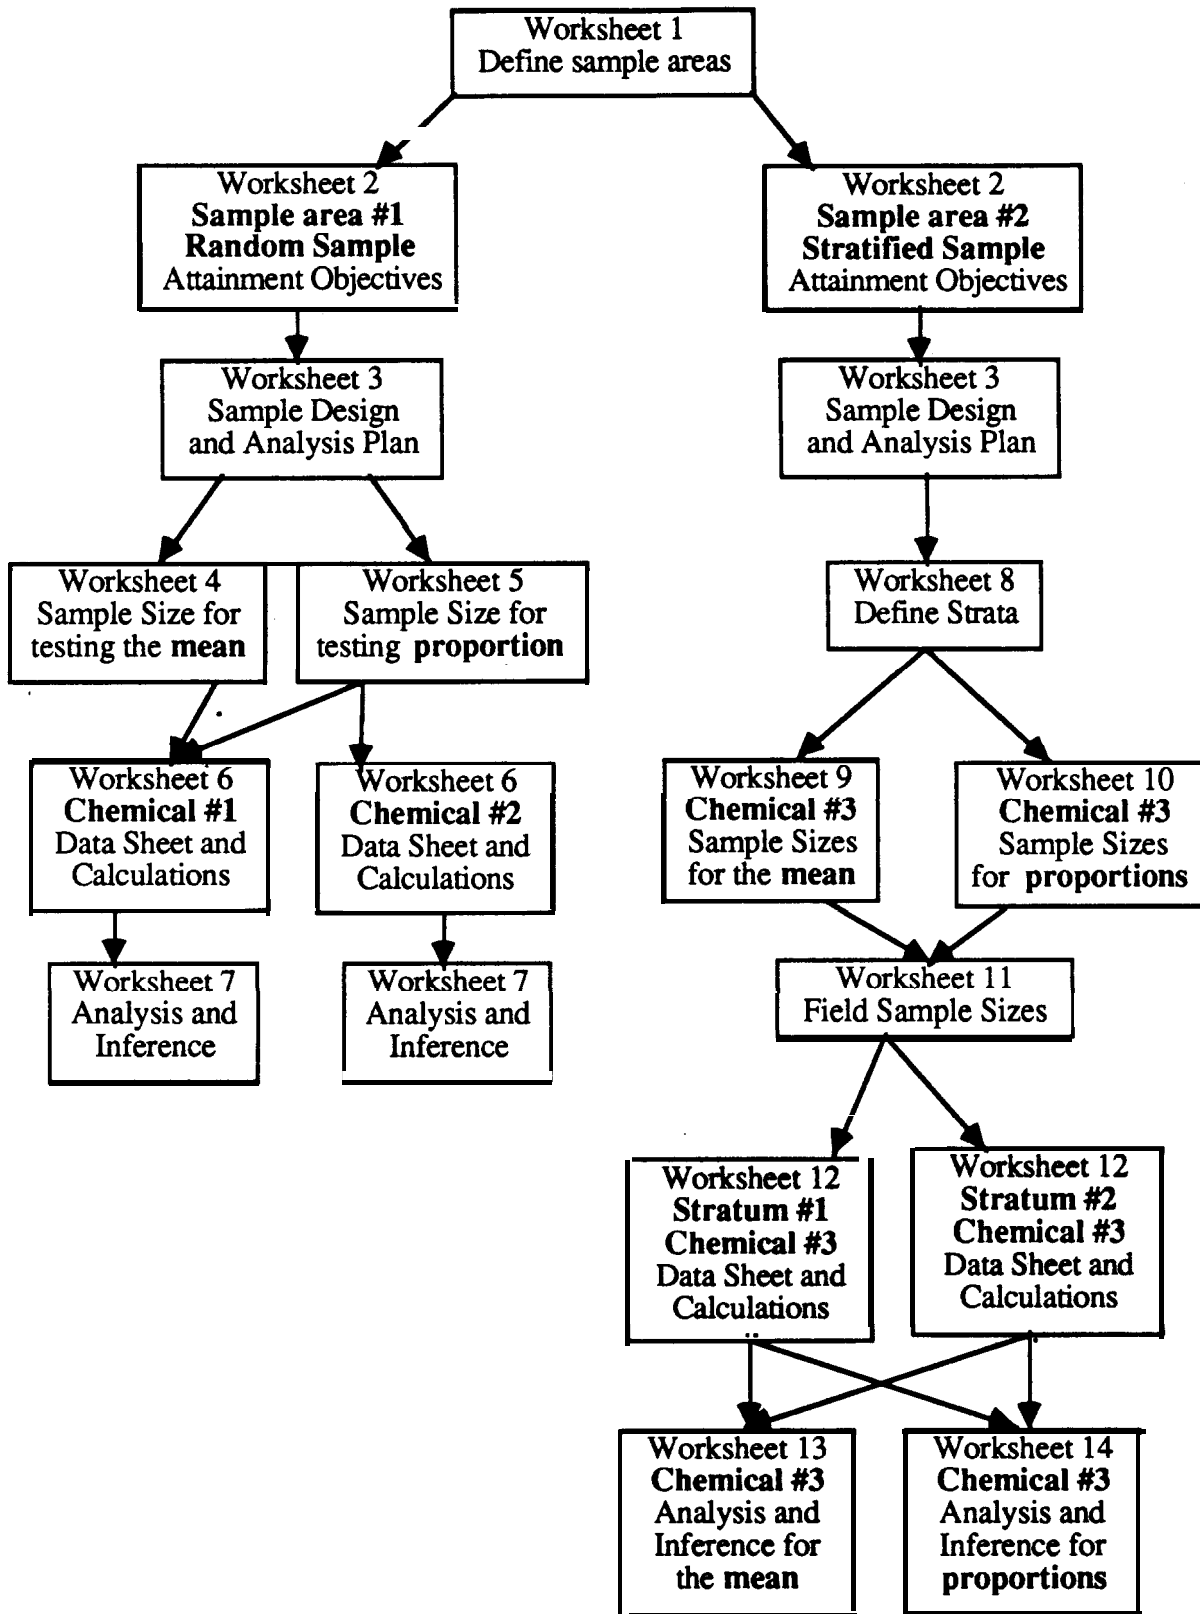 Worksheet 1
Define sample areas
Worksheet 2
Sample area #1
Random Sample
Attainment Objectives
Worksheet 2
Sample area #2
Stratified Sample
Attainment Objectives
Worksheet 3
Sample Design
and Analysis Plan
Worksheet 3
Sample Design
and Analysis Plan
Worksheet 4
Sample Size for
testing the mean
Worksheet 5
Sample Size for
testing proportion
Worksheet 8
Define Strata
Worksheet 6
Chemical #1
Data Sheet and
Calculations
Worksheet 6
Chemical #2
Data Sheet and
Calculations
Worksheet 9
Chemical #3
Sample Sizes
for the mean
Worksheet 10
Chemical #3
Sample Sizes
for proportions
Worksheet 7
Analysis and
Inference
Worksheet 7
Analysis and
Inference
Worksheet 11
Field Sample Sizes
Worksheet 12
Stratum #1
Chemical #3
Data Sheet and
Calculations
Worksheet 12
Stratum #2
Chemical #3
Data Sheet and
Calculations
Worksheet 13
Chemical #3
Analysis and
Inference for
the mean
Worksheet 14
Chemical #3
Analysis and
Inference for
proportions